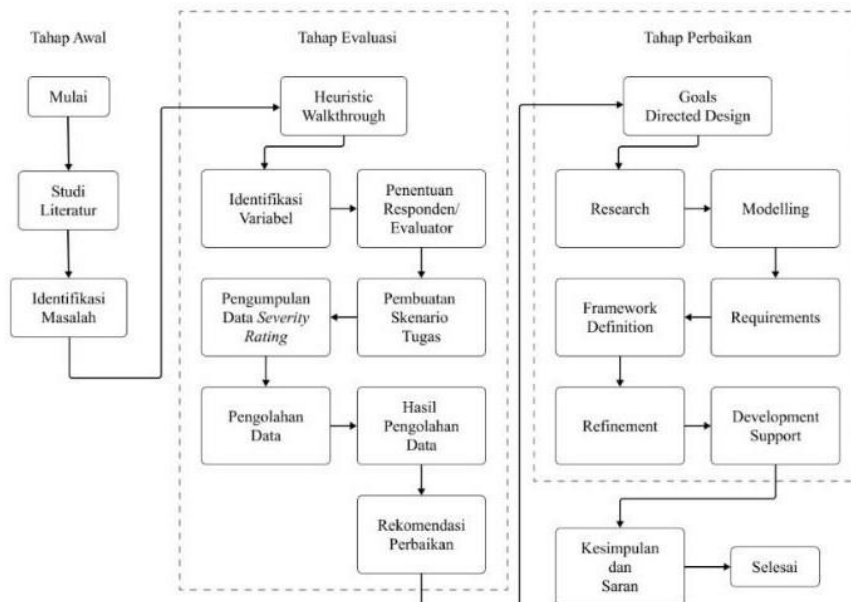 Tahap Awal
Mulai
Studi
Literatur
Identifikasi
Masalah
Tahap Evaluasi
Heuristic
Walkthrough
Identifikasi
Variabel
Penentuan
Responden/
Evaluator
Pembuatan
Skenario
Tugas
Pengumpulan
Data Severity
Rating
Pengolahan
Data
Hasil
Pengolahan
Data
Rekomendasi
Perbaikan
Tahap Perbaikan
Goals
Directed Design
Research
Modelling
Requirements
Framework
Definition
Refinement
Development
Support
Kesimpulan
dan
Saran
Selesai